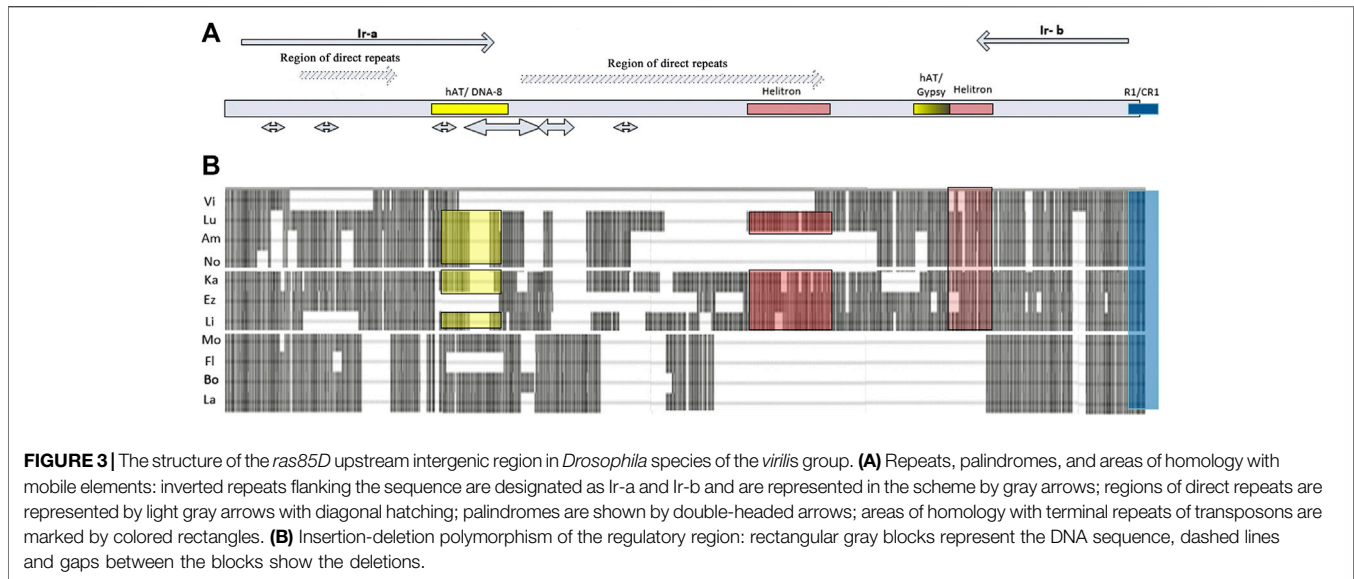 A
Ir-a
Ir- b
Region of direct repeats
Region of direct repeats
hAT/ DNA-8
Helitron
hAT/
Gypsy
Helitron
R1/CR1
B
Vi
Lu
Am
No
Ka
Ez
Li
Mo
Fl
Bo
La
FIGURE 3 | The structure of the ras85D upstream intergenic region in Drosophila species of the virilis group. (A) Repeats, palindromes, and areas of homology with
mobile elements: inverted repeats flanking the sequence are designated as Ir-a and Ir-b and are represented in the scheme by gray arrows; regions of direct repeats are
represented by light gray arrows with diagonal hatching; palindromes are shown by double-headed arrows; areas of homology with terminal repeats of transposons are
marked by colored rectangles. (B) Insertion-deletion polymorphism of the regulatory region: rectangular gray blocks represent the DNA sequence, dashed lines
and gaps between the blocks show the deletions.